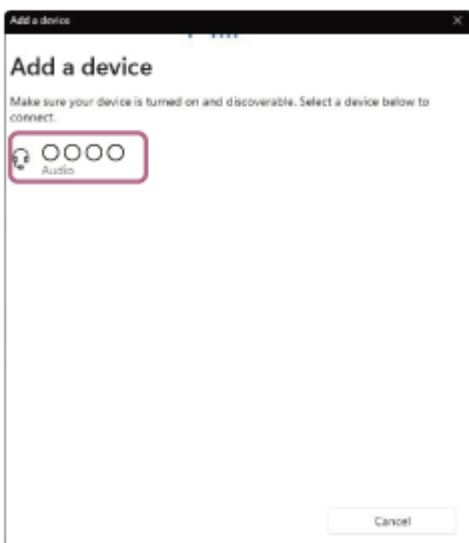 Add a device
Add a device
Make sure your device is turned on and discoverable. Select a device below to
connect.
○○○○
Audio
Cancel